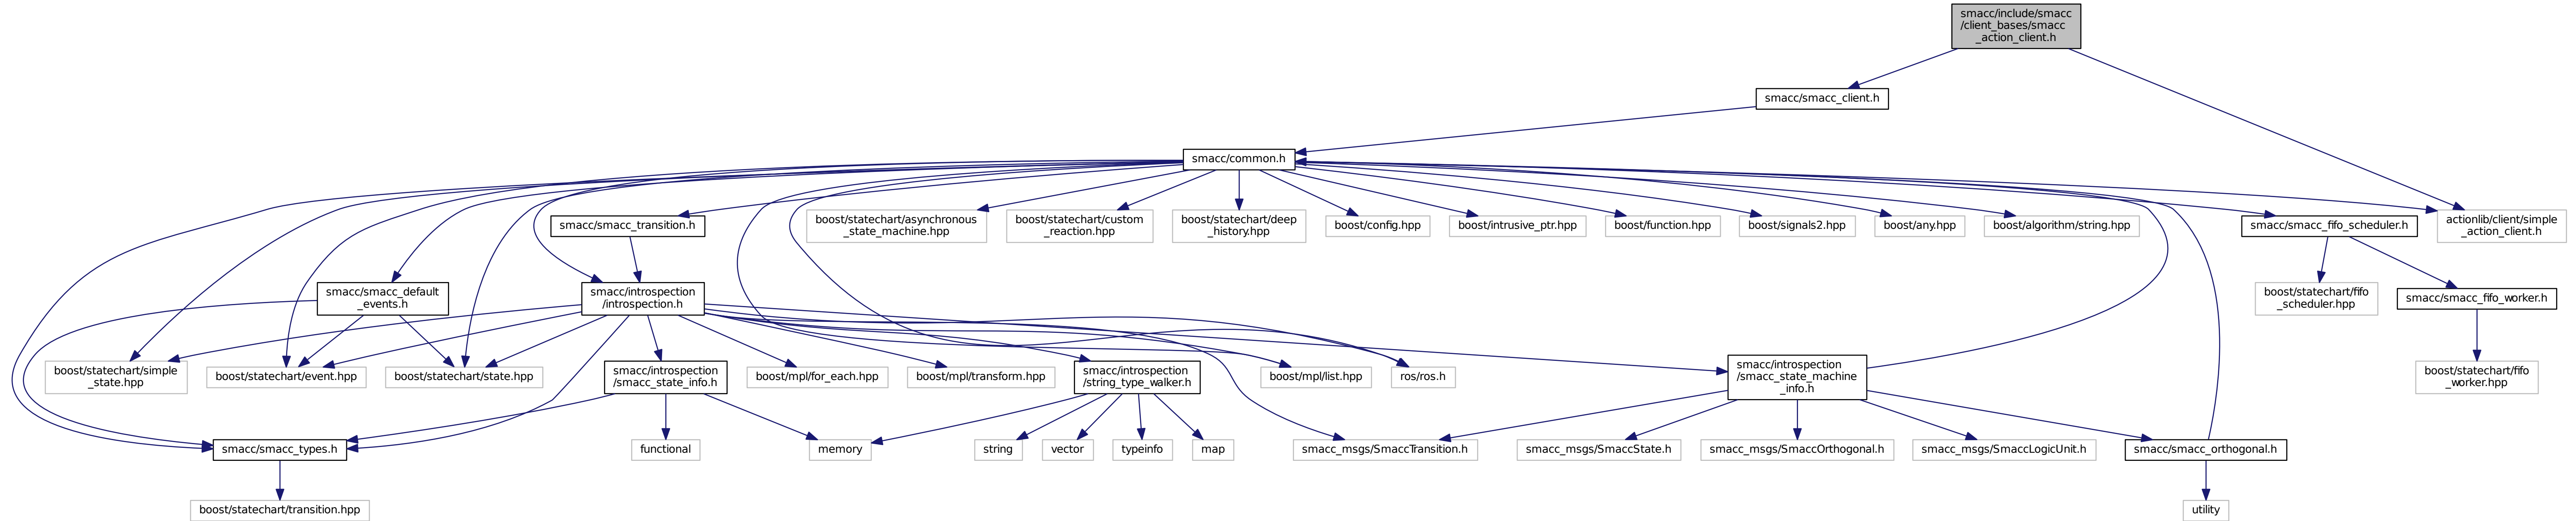 smacc/include/smacc
/client_bases/smacc
_action_client.h
smacc/smacc_client.h
smacc/common.h
smacc/smacc_transition.h
boost/statechart/asynchronous
_state_machine.hpp
boost/statechart/custom
_reaction.hpp
boost/statechart/deep
_history.hpp
boost/config.hpp
boost/intrusive_ptr.hpp
boost/function.hpp
boost/signals2.hpp
boost/any.hpp
boost/algorithm/string.hpp
smacc/smacc_fifo_scheduler.h
actionlib/client/simple
_action_client.h
smacc/smacc_default
_events.h
smacc/introspection
/introspection.h
boost/statechart/fifo
_scheduler.hpp
smacc/smacc_fifo_worker.h
boost/statechart/simple
_state.hpp
boost/statechart/event.hpp
boost/statechart/state.hpp
smacc/introspection
/smacc_state_info.h
boost/mpl/for_each.hpp
boost/mpl/transform.hpp
smacc/introspection
/string_type_walker.h
boost/mpl/list.hpp
ros/ros.h
smacc/introspection
/smacc_state_machine
_info.h
boost/statechart/fifo
_worker.hpp
smacc/smacc_types.h
functional
memory
string
vector
typeinfo
map
smacc_msgs/SmaccTransition.h
smacc_msgs/SmaccState.h
smacc_msgs/SmaccOrthogonal.h
smacc_msgs/SmaccLogicUnit.h
smacc/smacc_orthogonal.h
boost/statechart/transition.hpp
utility